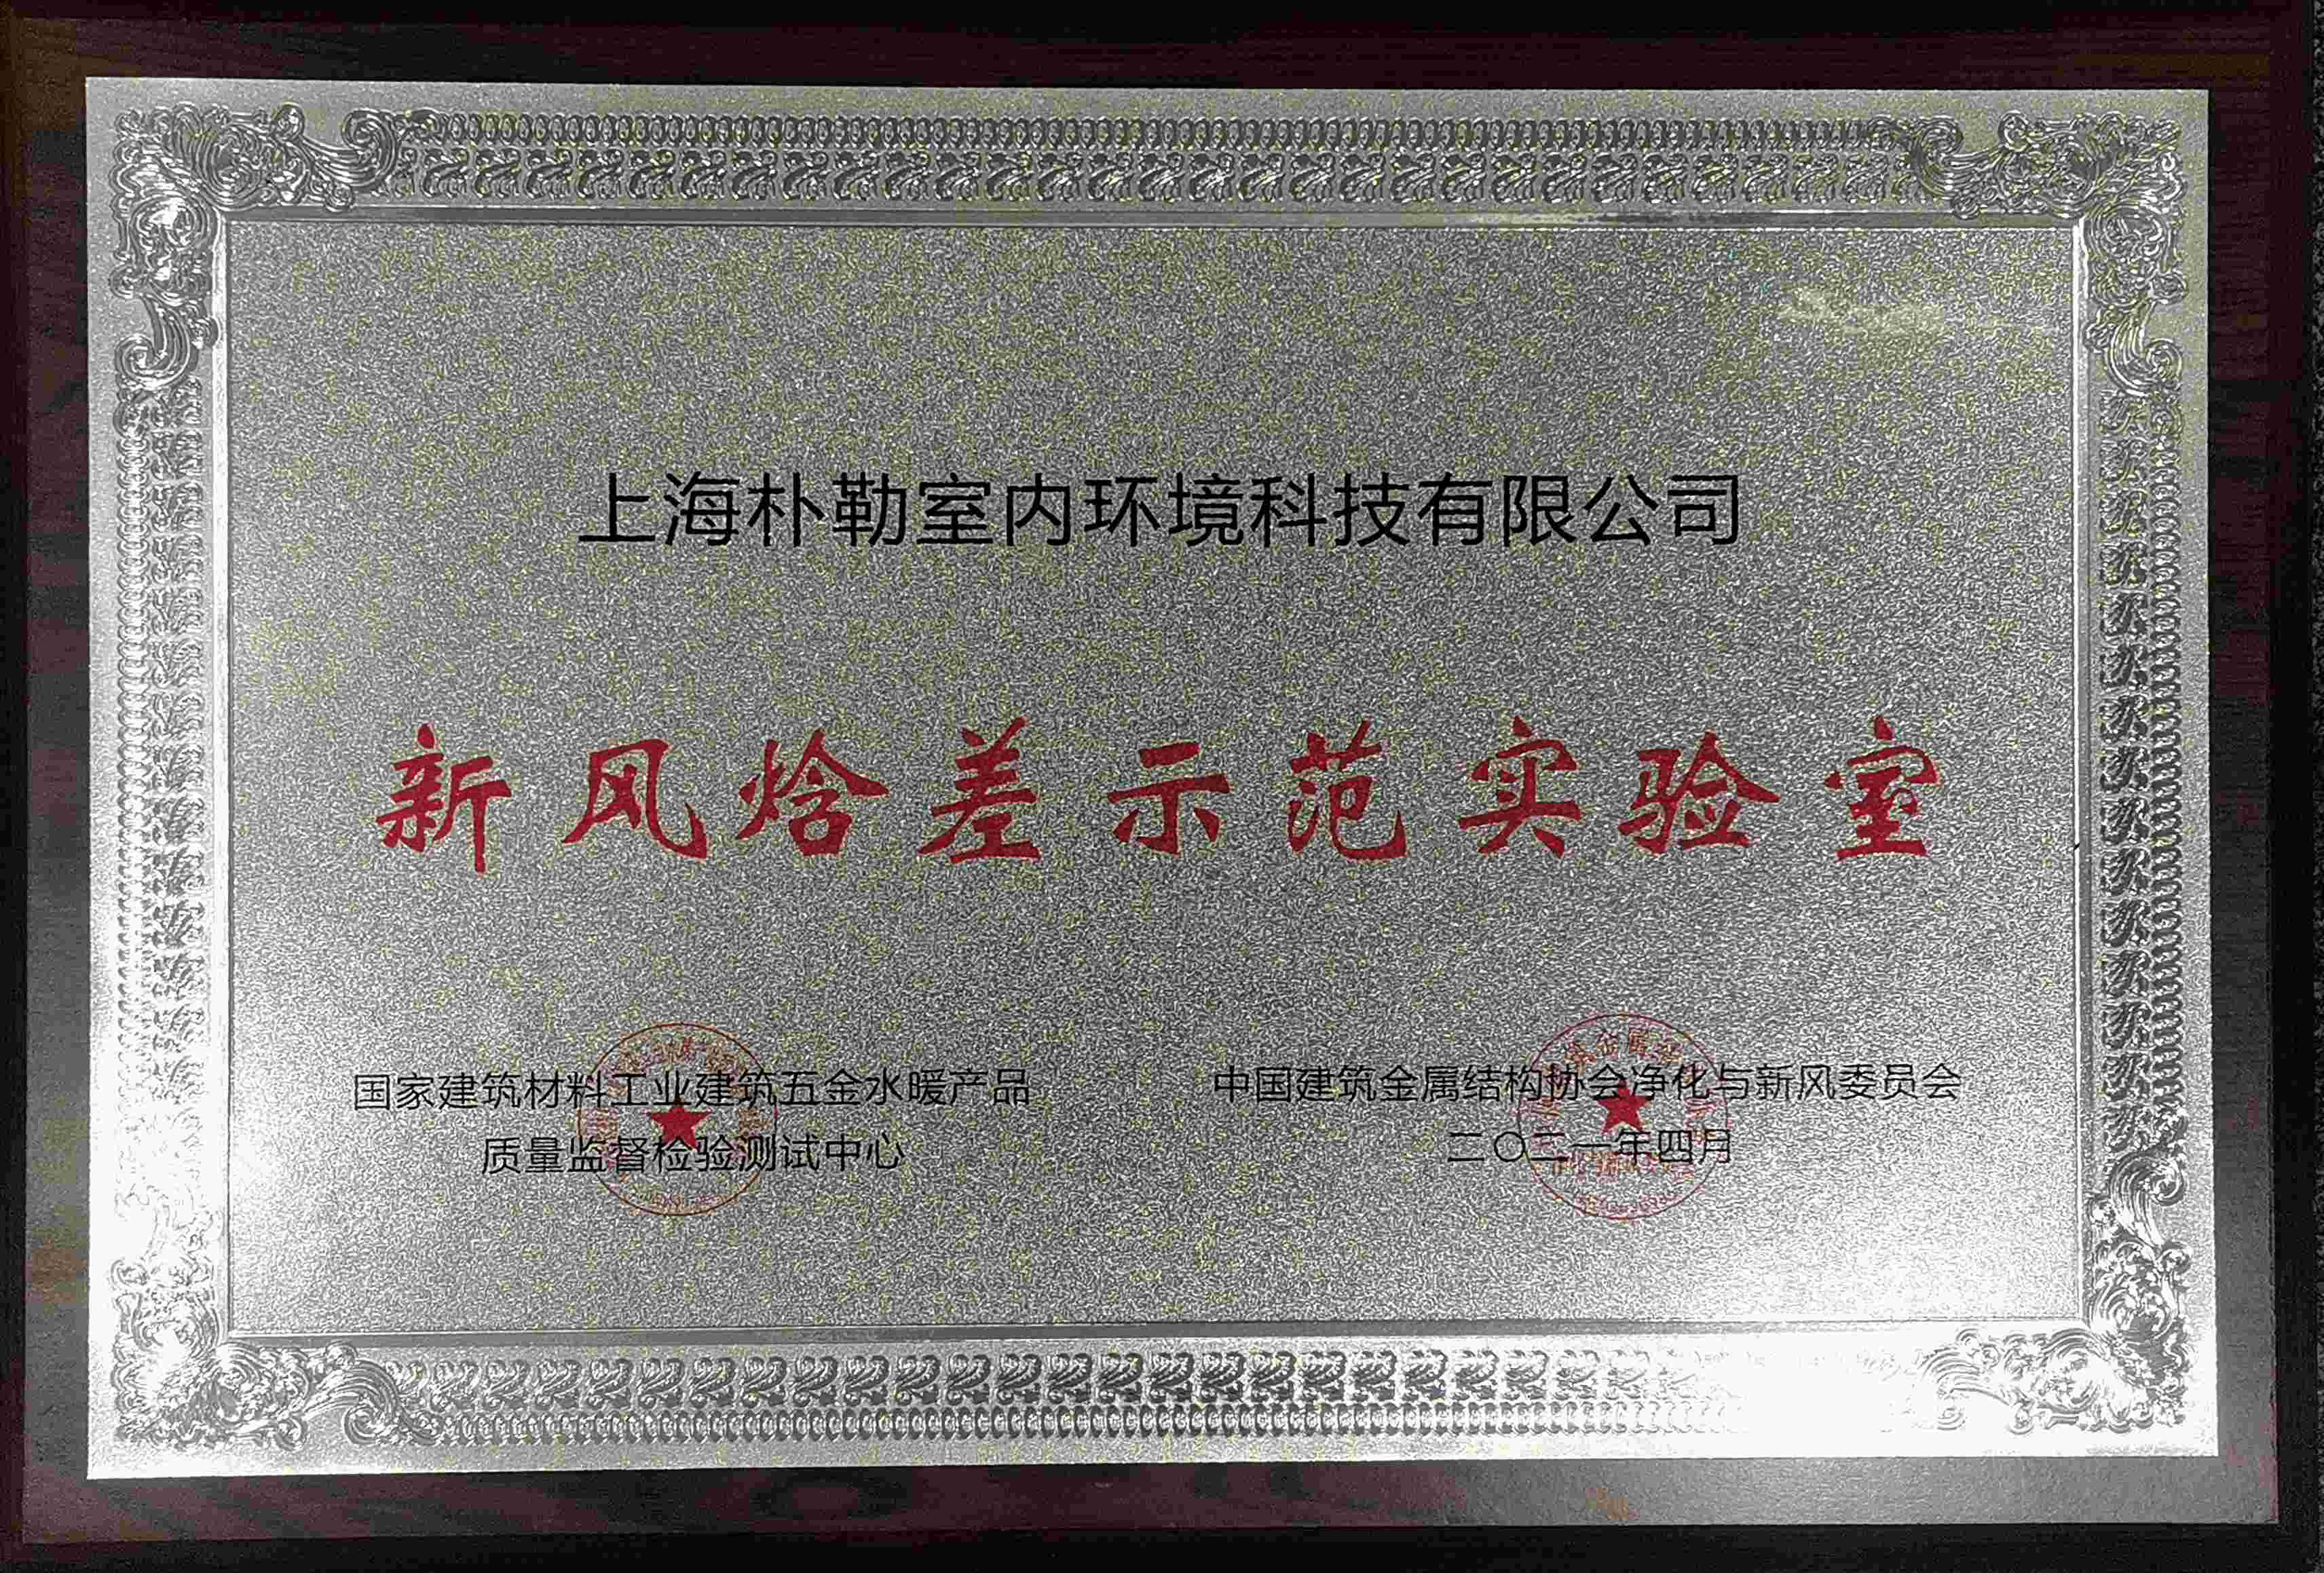 上海朴勒室内环境科技有限公司
新风焓差示范实验室
国家建筑材料工业建筑五金水暖产品
质量监督检验测试中心
中国建筑金属结构协会净化与新风委员会
二〇二一年四月